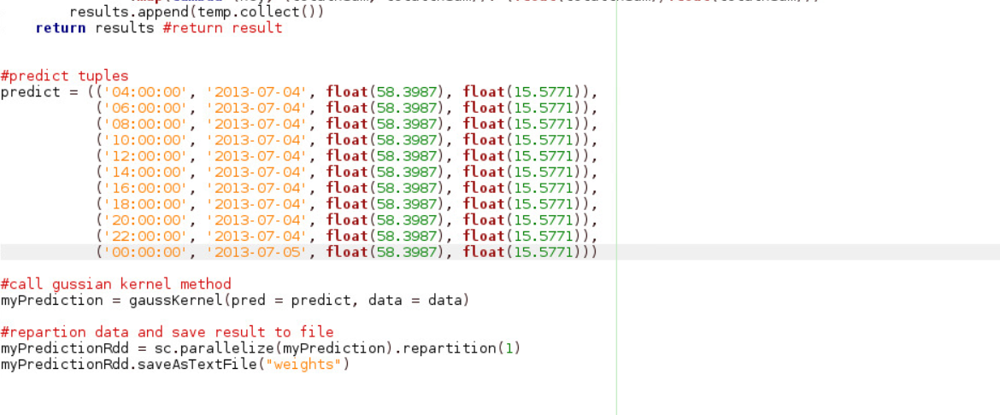 results.append(temp.collect())
return results #return result
#predict tuples
predict = (('04:00:00', '2013-07-04', float(58.3987), float(15.5771)),
('06:00:00', '2013-07-04', float(58.3987), float(15.5771)),
('08:00:00', '2013-07-04', float(58.3987), float(15.5771)),
('10:00:00', '2013-07-04', float(58.3987), float(15.5771)),
('12:00:00', '2013-07-04', float(58.3987), float(15.5771)),
('14:00:00', '2013-07-04', float(58.3987), float(15.5771)),
('16:00:00', '2013-07-04', float(58.3987), float(15.5771)),
('18:00:00', '2013-07-04', float(58.3987), float(15.5771)),
('20:00:00', '2013-07-04', float(58.3987), float(15.5771)),
('22:00:00', '2013-07-04', float(58.3987), float(15.5771)),
('00:00:00', '2013-07-05', float(58.3987), float(15.5771)))
#call gussian kernel method
myPrediction = gaussKernel(pred = predict, data = data)
#repartion data and save result to file
myPredictionRdd = sc.parallelize(myPrediction).repartition(1)
myPredictionRdd.saveAsTextFile("weights")